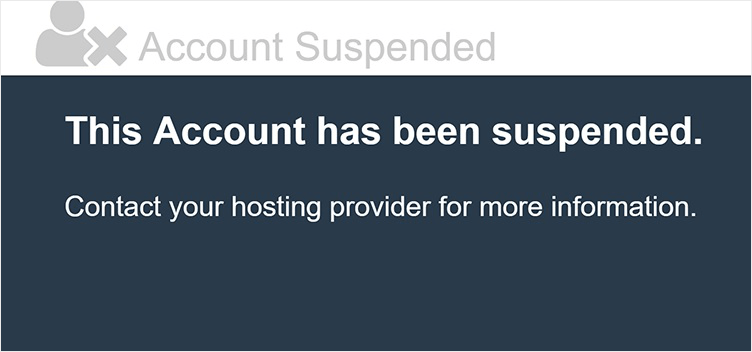 Account Suspended
This Account has been suspended.
Contact your hosting provider for more information.